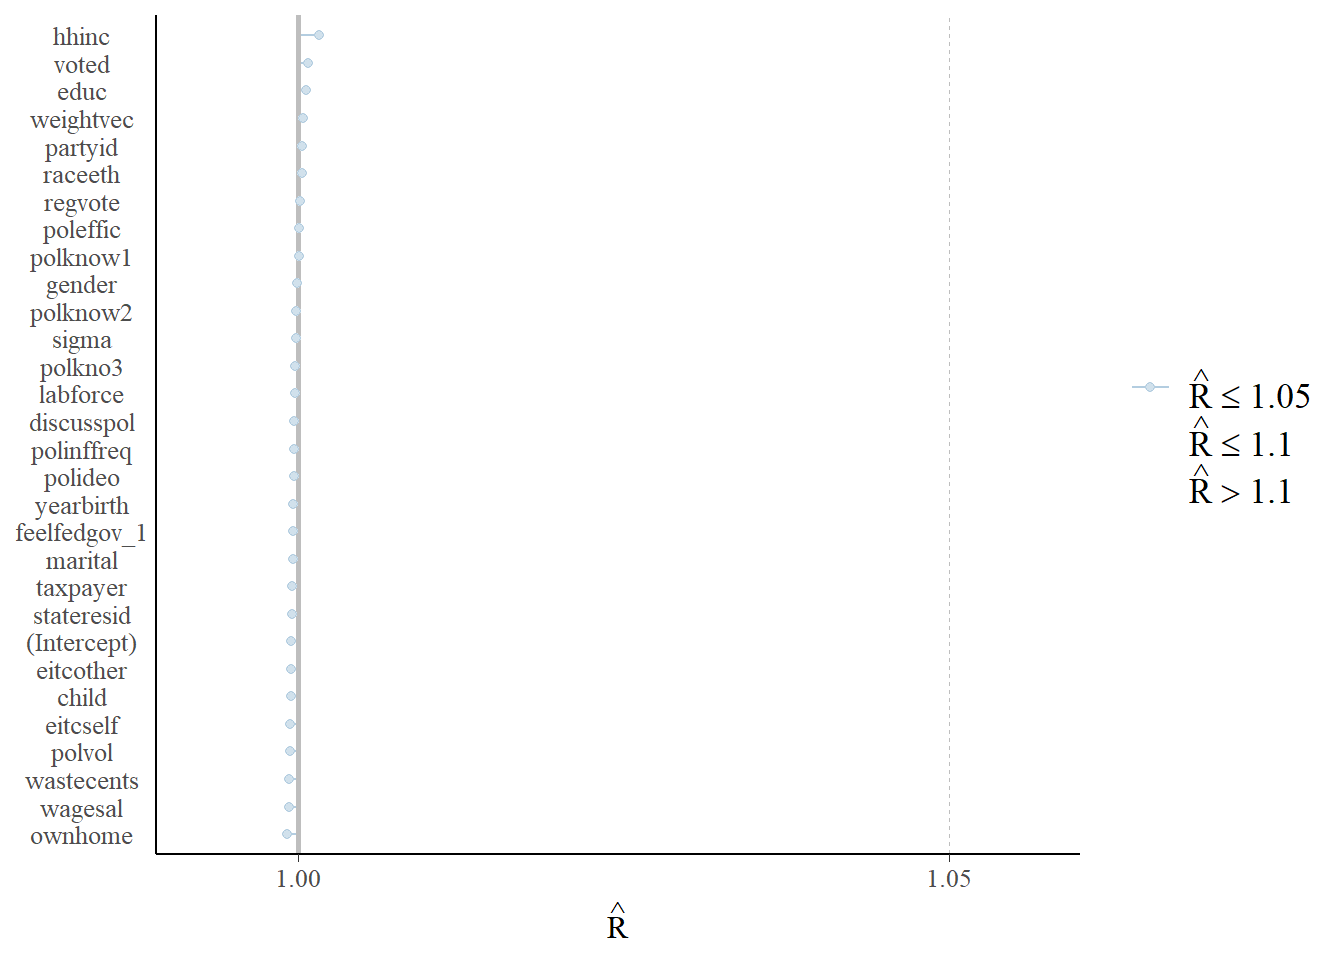 hhinc
voted
educ
weightvec
partyid
raceeth
regvote
poleffic
polknow1
gender
polknow2
sigma
polkno3
labforce
discusspol
polinffreq
polideo
yearbirth
feelfedgov_1
marital
taxpayer
stateresid
(Intercept)
eitcother
child
eitcself
polvol
wastecents
wagesal
ownhome
1.00 1.05
R̂
R̂ ≤ 1.05
R̂ ≤ 1.1
R̂ > 1.1